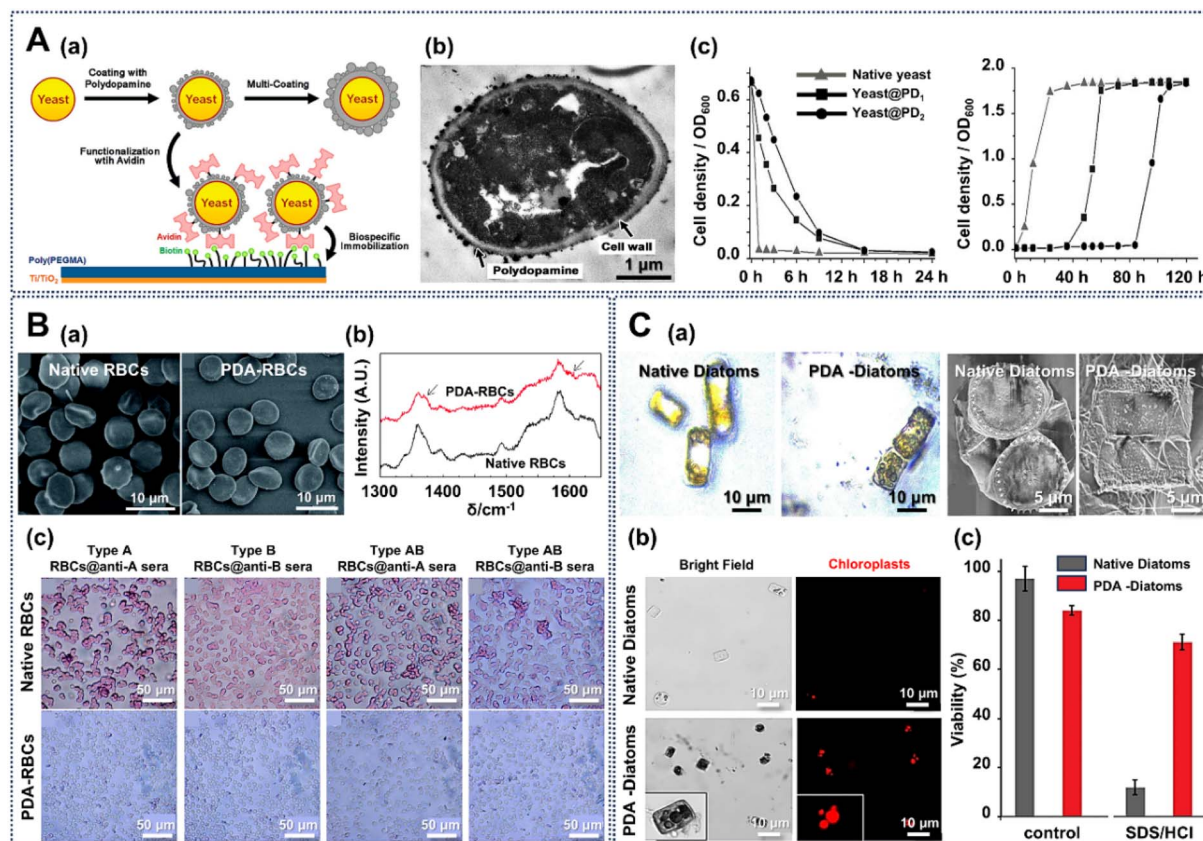 A
(a)
Yeast
Coating with
Polydopamine
Yeast
Multi-Coating
Yeast
Functionalization
wtih Avidin
Yeast
Yeast
Avidin
Biotin
Biospecific
Immobilization
Poly(PEGMA)
Ti/TiO2
(b)
Cell wall
Polydopamine
1 μm
(c)
Native yeast
Yeast@PD1
Yeast@PD2
Cell density / OD600
0.6
0.4
0.2
0.0
0 h 6 h 12 h 18 h 24 h
Cell density / OD600
2.0
1.5
1.0
0.5
0.0
0 h 40 h 80 h 120 h
B
(a)
Native RBCs
10 μm
PDA-RBCs
10 μm
(b)
Intensity (A.U.)
PDA-RBCs
Native RBCs
1300 1400 1500 1600
δ/cm-1
(c)
Type A
RBCs@anti-A sera
Type B
RBCs@anti-B sera
Type AB
RBCs@anti-A sera
Type AB
RBCs@anti-B sera
Native RBCs
50 μm 50 μm 50 μm 50 μm
PDA-RBCs
50 μm 50 μm 50 μm 50 μm
C
(a)
Native Diatoms
10 μm
PDA -Diatoms
10 μm
Native Diatoms
5 μm
PDA -Diatoms
5 μm
(b)
Bright Field
Chloroplasts
Native Diatoms
10 μm 10 μm
PDA -Diatoms
10 μm 10 μm
(c)
Native Diatoms
PDA -Diatoms
Viability (%)
100
80
60
40
20
0
control SDS/HCl